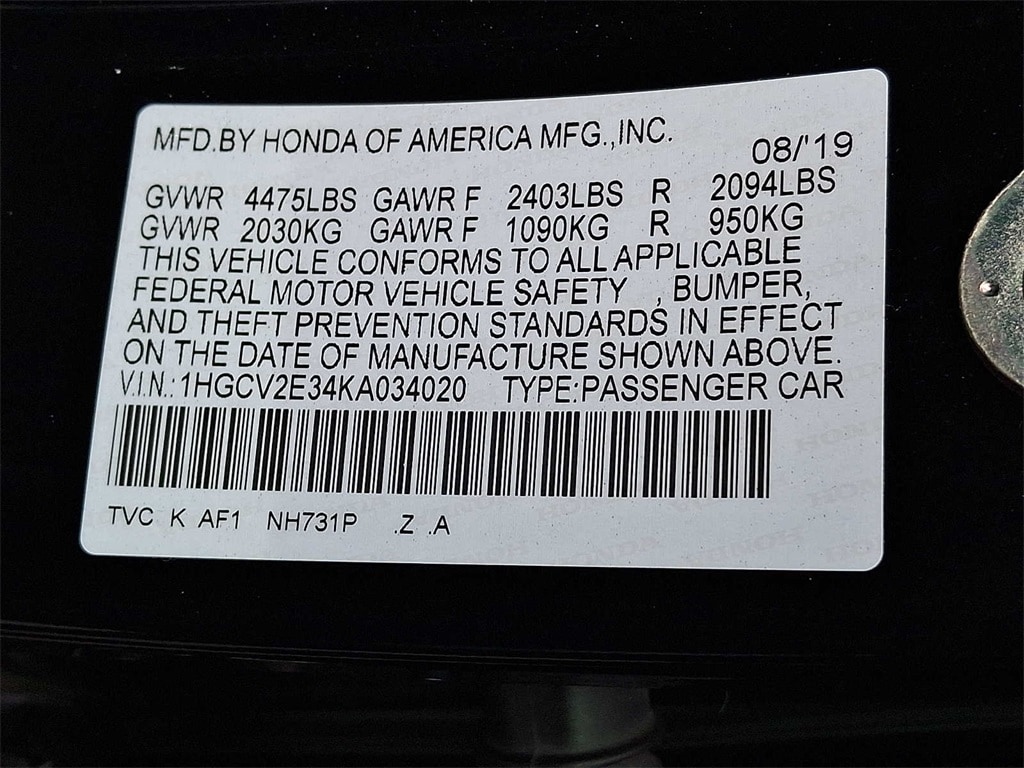 MFD.BY HONDA OF AMERICA MFG.,INC.
08/'19
GVWR 4475LBS GAWR F 2403LBS R 2094LBS
GVWR 2030KG GAWR F 1090KG R 950KG
THIS VEHICLE CONFORMS TO ALL APPLICABLE
FEDERAL MOTOR VEHICLE SAFETY , BUMPER,
AND THEFT PREVENTION STANDARDS IN EFFECT
ON THE DATE OF MANUFACTURE SHOWN ABOVE.
V.I.N.: 1HGCV2E34KA034020 TYPE:PASSENGER CAR
TVC K AF1 NH731P .Z .A